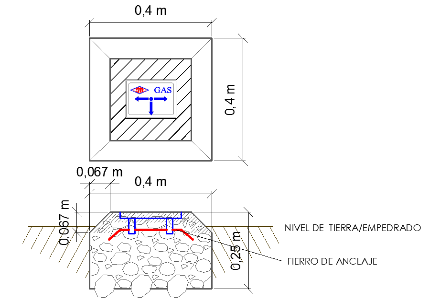 0,4 m
GAS
0,4 m
0,067 m
0,4 m
0,067 m
NIVEL DE TIERRA/EMPEDRADO
0,25 m
FIERRO DE ANCLAJE